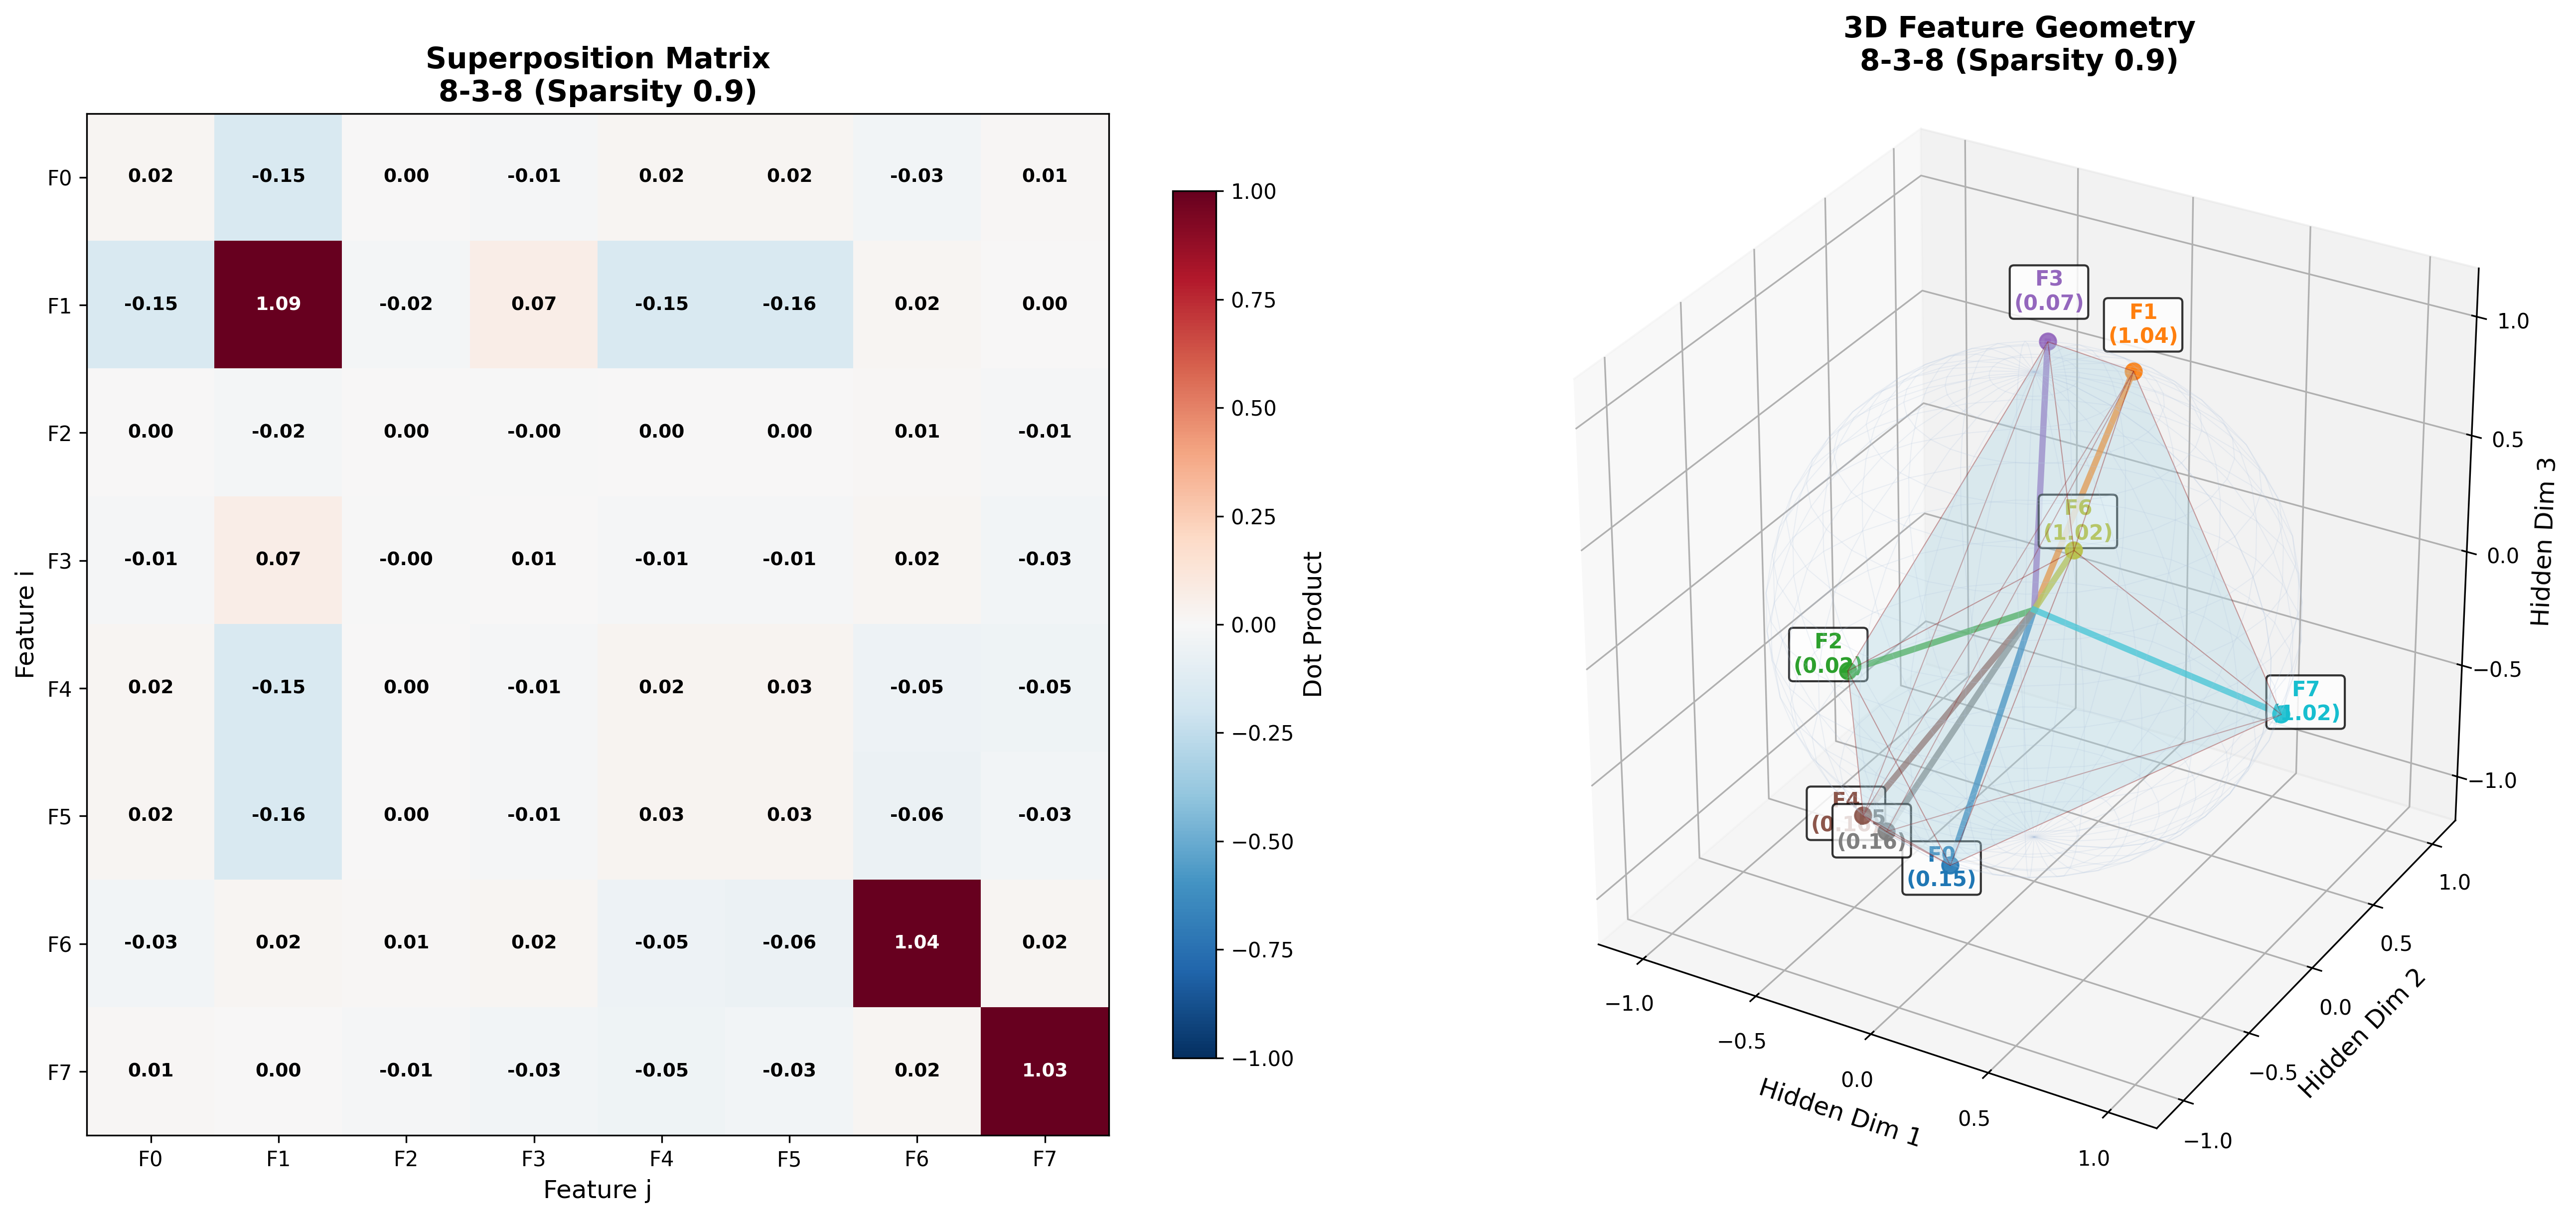 Superposition Matrix
8-3-8 (Sparsity 0.9)
F0 0.02 -0.15 0.00 -0.01 0.02 0.02 -0.03 0.01
F1 -0.15 1.09 -0.02 0.07 -0.15 -0.16 0.02 0.00
F2 0.00 -0.02 0.00 -0.00 0.00 0.00 0.01 -0.01
F3 -0.01 0.07 -0.00 0.01 -0.01 -0.01 0.02 -0.03
F4 0.02 -0.15 0.00 -0.01 0.02 0.03 -0.05 -0.05
F5 0.02 -0.16 0.00 -0.01 0.03 0.03 -0.06 -0.03
F6 -0.03 0.02 0.01 0.02 -0.05 -0.06 1.04 0.02
F7 0.01 0.00 -0.01 -0.03 -0.05 -0.03 0.02 1.03
F0 F1 F2 F3 F4 F5 F6 F7
Feature j
Feature i
1.00
0.75
0.50
0.25
0.00
−0.25
−0.50
−0.75
−1.00
Dot Product
3D Feature Geometry
8-3-8 (Sparsity 0.9)
F3
(0.07)
F1
(1.04)
F6
(1.02)
F2
(0.02)
F7
(1.02)
F4
(0.16)
F0
(0.15)
1.0
0.5
0.0
−0.5
−1.0
Hidden Dim 3
−1.0
−0.5
0.0
0.5
1.0
Hidden Dim 1
1.0
0.5
0.0
−0.5
−1.0
Hidden Dim 2